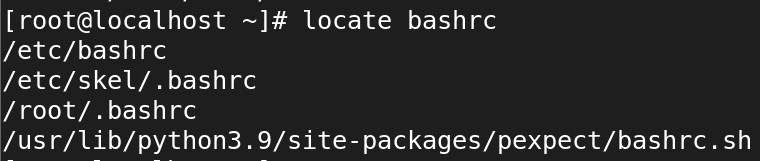 [root@localhost ~]# locate bashrc
/etc/bashrc
/etc/skel/.bashrc
/root/.bashrc
/usr/lib/python3.9/site-packages/pexpect/bashrc.sh